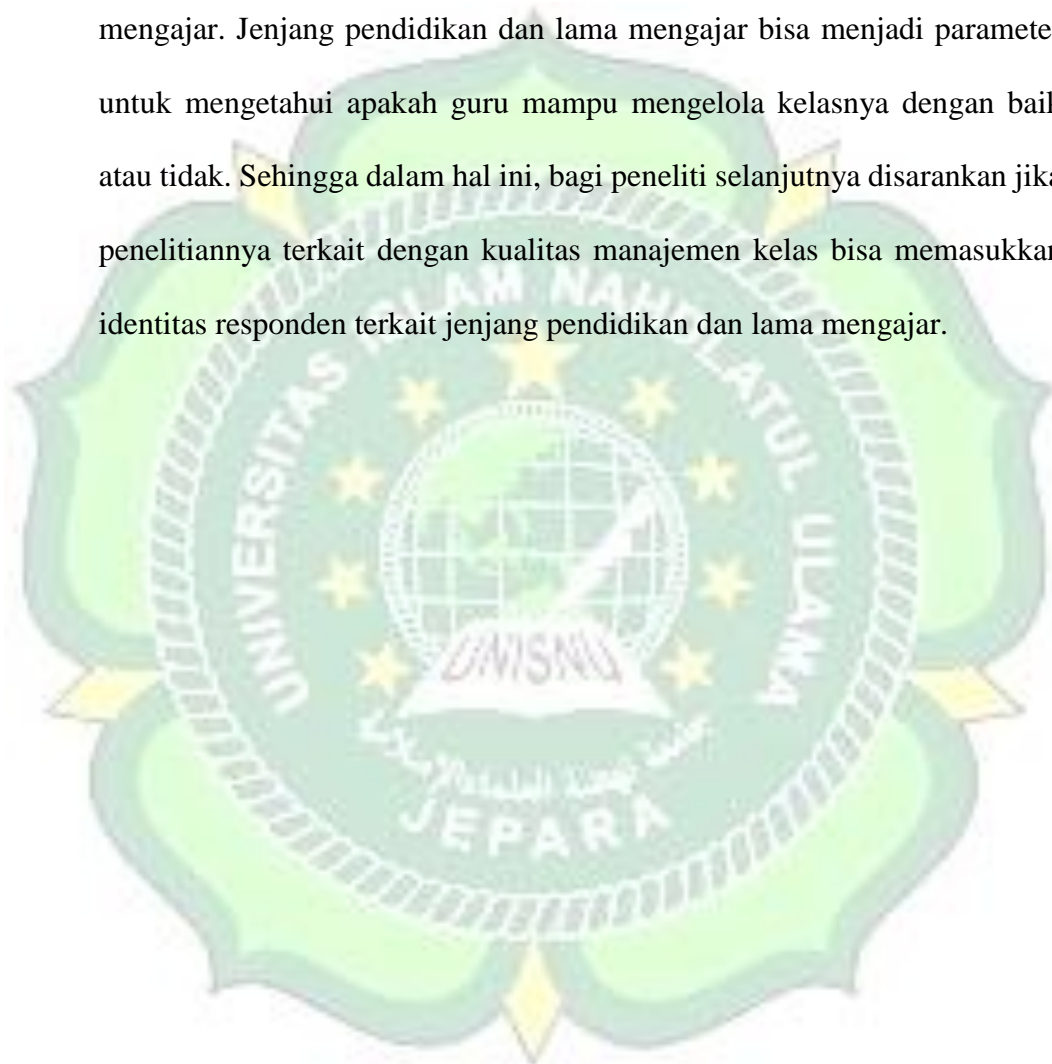 mengajar. Jenjang pendidikan dan lama mengajar bisa menjadi paramete
untuk mengetahui apakah guru mampu mengelola kelasnya dengan baik
atau tidak. Sehingga dalam hal ini, bagi peneliti selanjutnya disarankan jika
penelitiannya terkait dengan kualitas manajemen kelas bisa memasukkan
identitas responden terkait jenjang pendidikan dan lama mengajar.
UNIVERSITAS ISLAM NAHDLATUL ULAMA
UNISNU
JEPARA